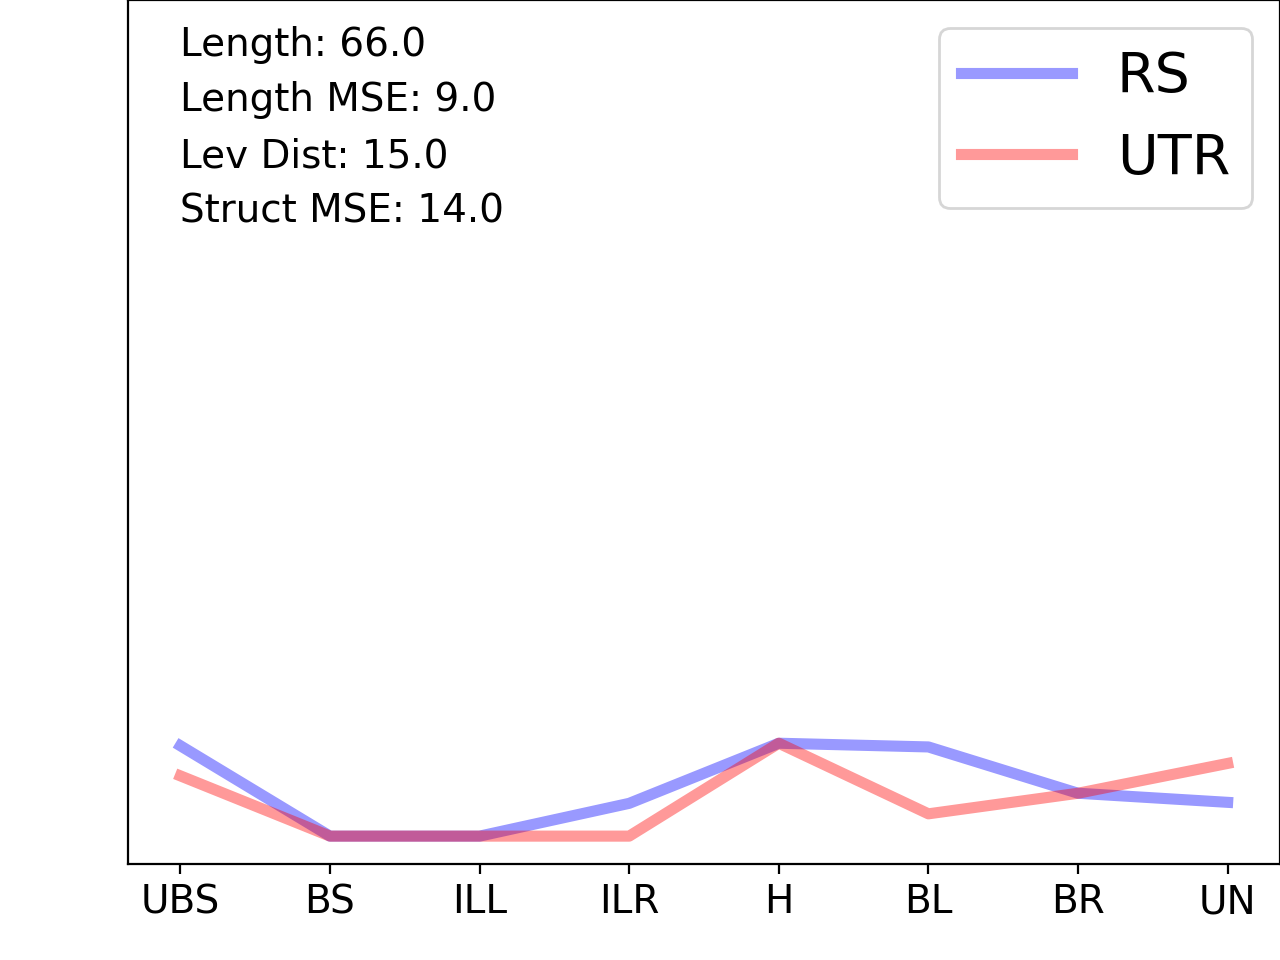 Length: 66.0
Length MSE: 9.0
Lev Dist: 15.0
Struct MSE: 14.0
RS
UTR
UBS BS ILL ILR H BL BR UN